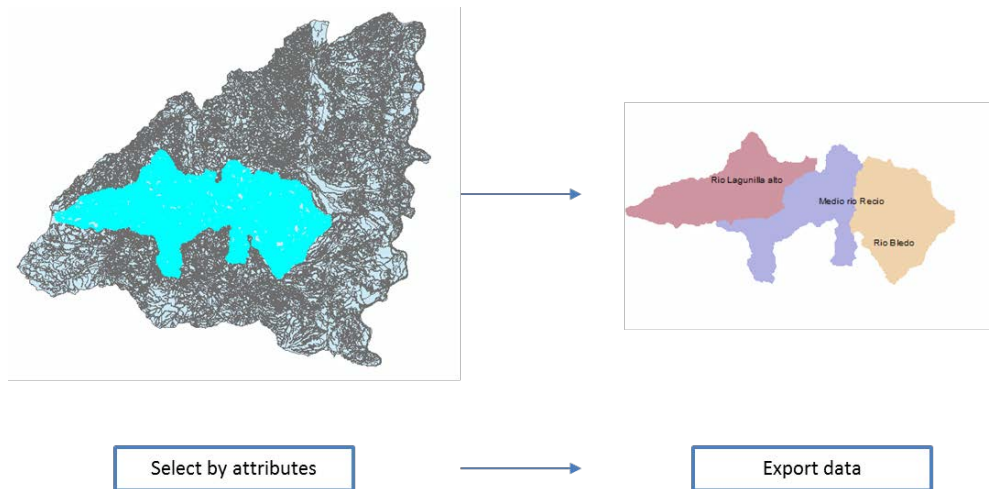 Rio Lagunilla alto
Medio rio Recio
Rio Bledo
Select by attributes
Export data